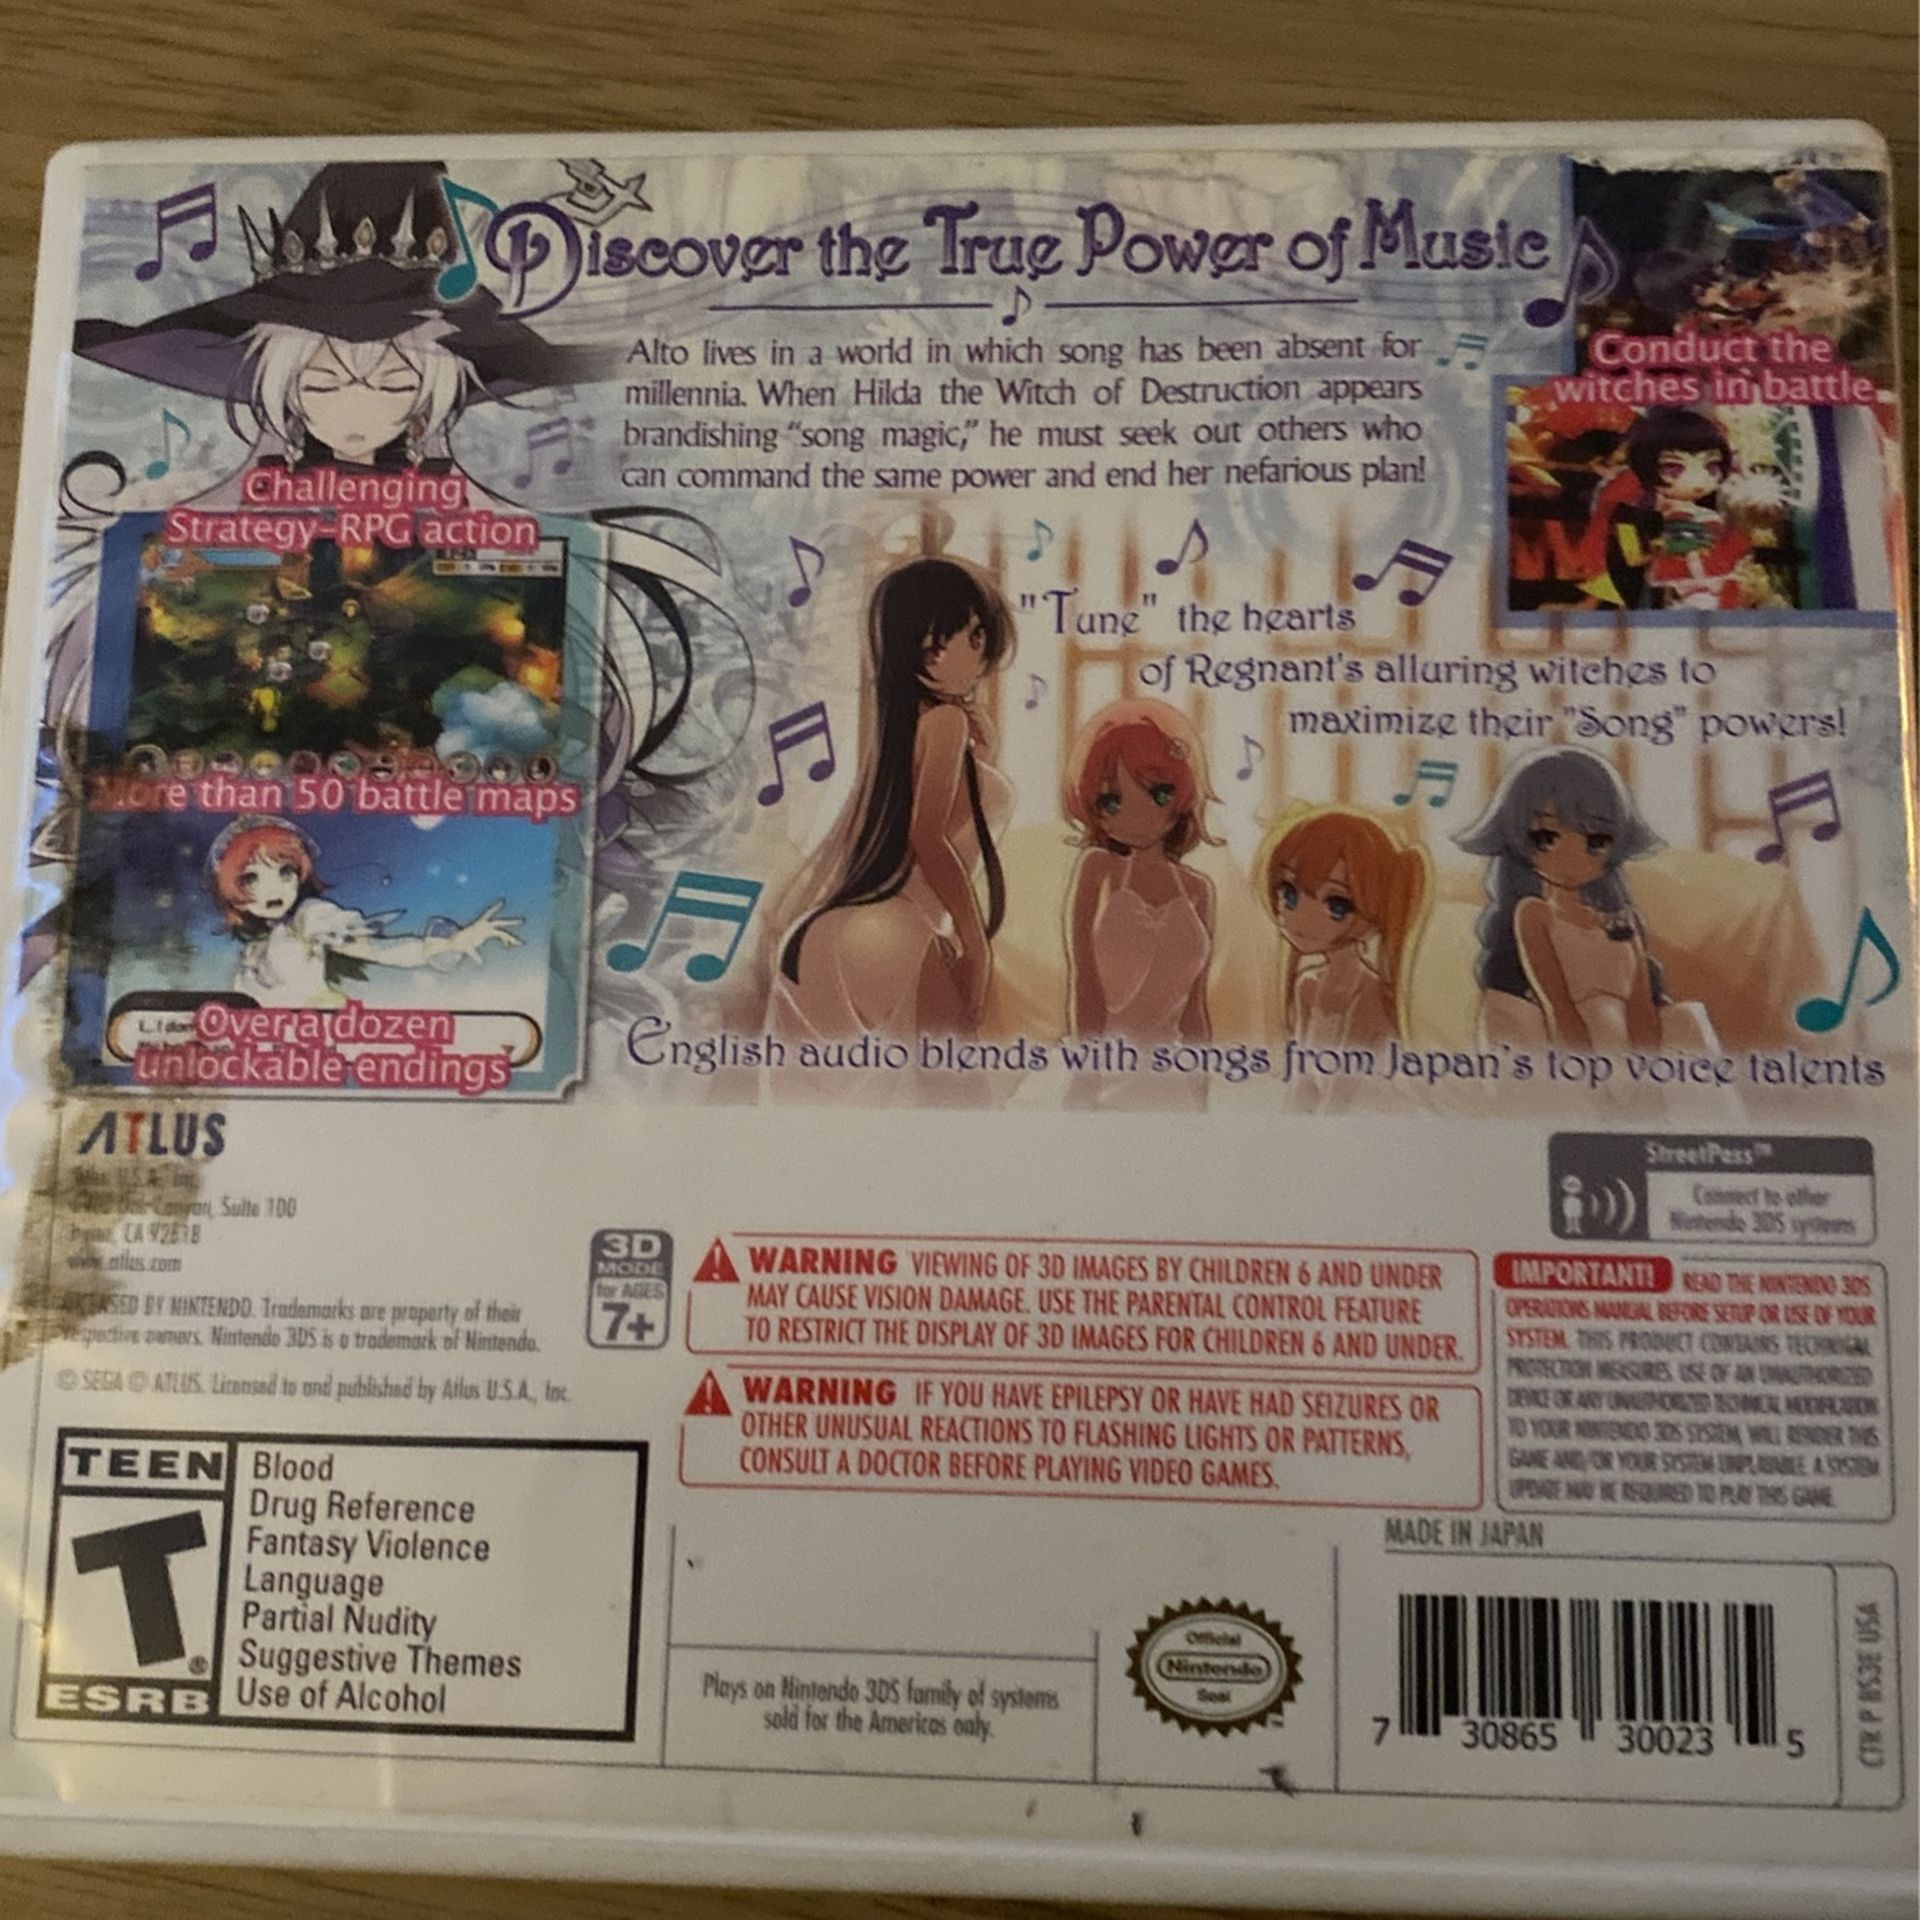 Discover the True Power of Music
Alto lives in a world in which song has been absent for
millennia. When Hilda the Witch of Destruction appears
brandishing “song magic,” he must seek out others who
can command the same power and end her nefarious plan!
Conduct the
witches in battle
Challenging
Strategy-RPG action
"Tune" the hearts
of Regnant's alluring witches to
maximize their "Song" powers!
More than 50 battle maps
Over a dozen
unlockable endings
English audio blends with songs from Japan's top voice talents
ATLUS
U.S.A., Inc.
Suite 100
CA 92618
www.atlus.com
LICENSED BY NINTENDO. Trademarks are property of their
respective owners. Nintendo 3DS is a trademark of Nintendo.
© SEGA © ATLUS. Licensed to and published by Atlus U.S.A., Inc.
StreetPass™
Connect to other
Nintendo 3DS systems
3D
MODE
for AGES
7+
WARNING VIEWING OF 3D IMAGES BY CHILDREN 6 AND UNDER
MAY CAUSE VISION DAMAGE. USE THE PARENTAL CONTROL FEATURE
TO RESTRICT THE DISPLAY OF 3D IMAGES FOR CHILDREN 6 AND UNDER.
WARNING IF YOU HAVE EPILEPSY OR HAVE HAD SEIZURES OR
OTHER UNUSUAL REACTIONS TO FLASHING LIGHTS OR PATTERNS,
CONSULT A DOCTOR BEFORE PLAYING VIDEO GAMES.
IMPORTANT! READ THE NINTENDO 3DS
OPERATIONS MANUAL BEFORE SETUP OR USE OF YOUR
SYSTEM. THIS PRODUCT CONTAINS TECHNICAL
PROTECTION MEASURES. USE OF AN UNAUTHORIZED
DEVICE OR ANY UNAUTHORIZED TECHNICAL MODIFICATION
TO YOUR NINTENDO 3DS SYSTEM, WILL RENDER THIS
GAME AND/OR YOUR SYSTEM UNPLAYABLE. A SYSTEM
UPDATE MAY BE REQUIRED TO PLAY THIS GAME.
MADE IN JAPAN
TEEN
T
ESRB
Blood
Drug Reference
Fantasy Violence
Language
Partial Nudity
Suggestive Themes
Use of Alcohol
Plays on Nintendo 3DS family of systems
sold for the Americas only.
Official
Nintendo
Seal
7 30865 30023 5
CTR P BS3E USA